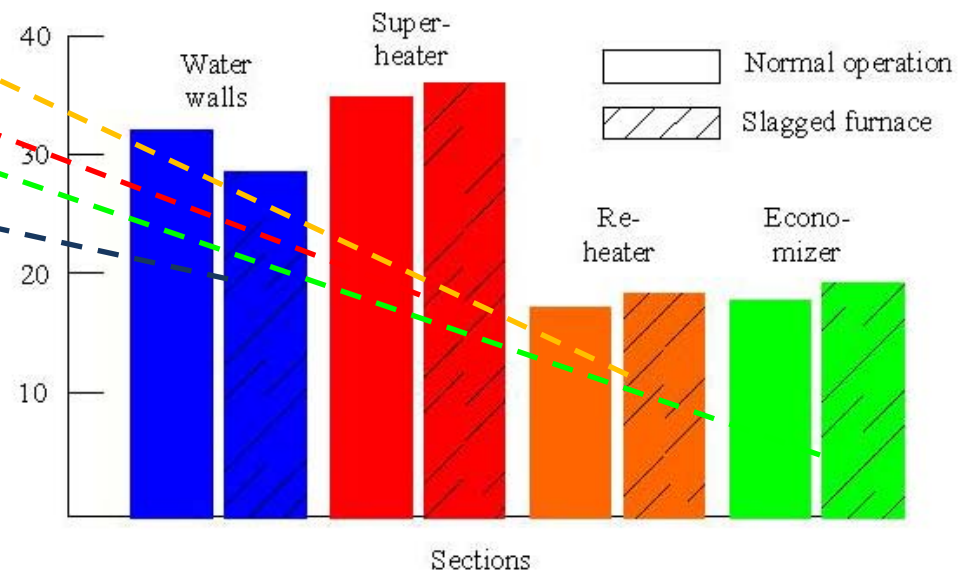 40
30
20
10
Water
walls
Super-
heater
Re-
heater
Econo-
mizer
Normal operation
Slagged furnace
Sections